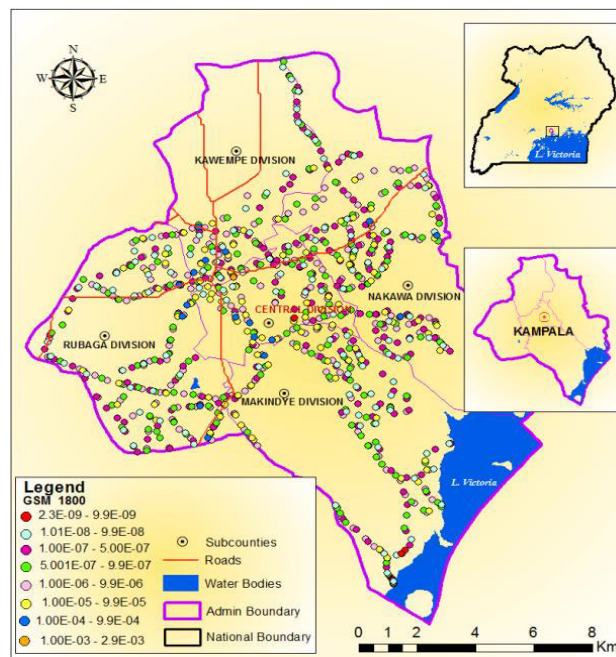 N
W E
S
L. Victoria
KAWEMPE DIVISION
NAKAWA DIVISION
CENTRAL DIVISION
KAMPALA
RUBAGA DIVISION
MAKINDYE DIVISION
L. Victoria
Legend
GSM 1800
2.3E-09 - 9.9E-09
1.01E-08 - 9.9E-08
1.00E-07 - 5.00E-07
5.001E-07 - 9.9E-07
1.00E-06 - 9.9E-06
1.00E-05 - 9.9E-05
1.00E-04 - 9.9E-04
1.00E-03 - 2.9E-03
Subcounties
Roads
Water Bodies
Admin Boundary
National Boundary
0 1 2 4 6 8
Km